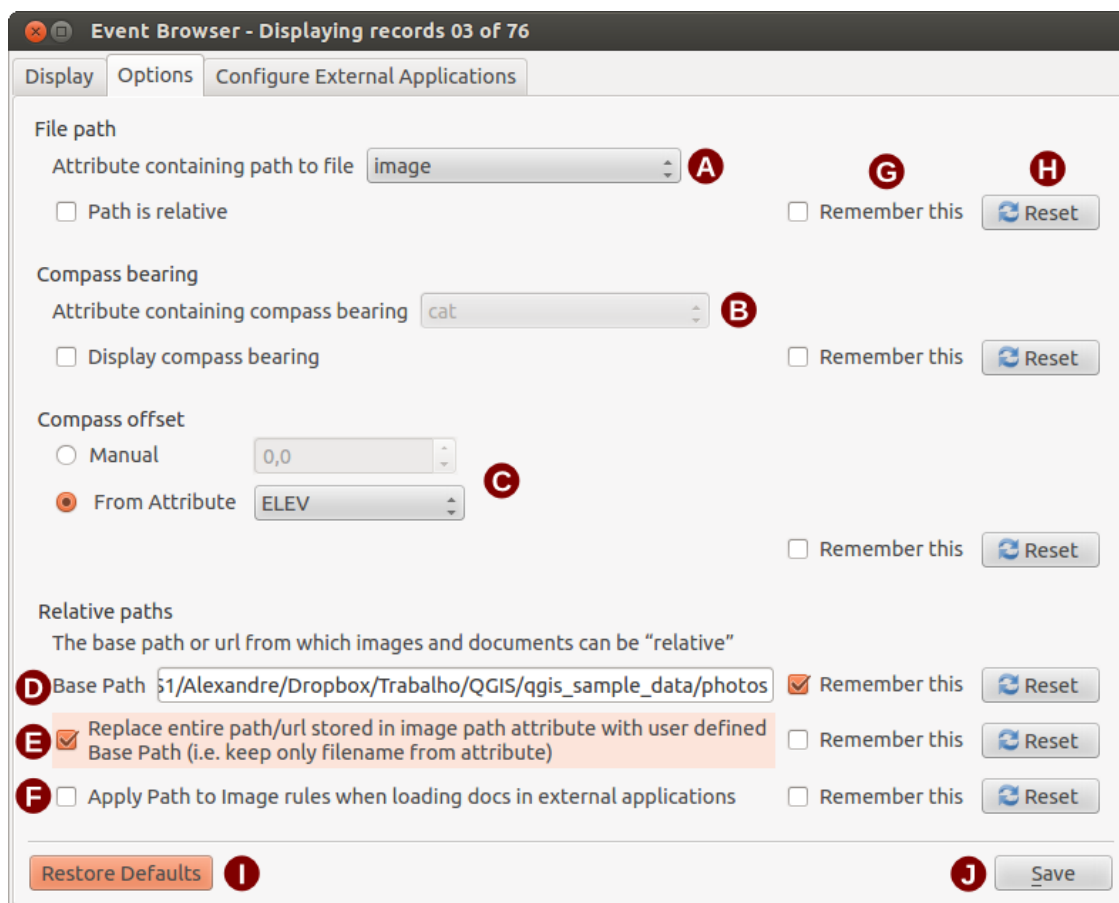 Event Browser - Displaying records 03 of 76
Display Options Configure External Applications
File path
Attribute containing path to file image A G H
Path is relative Remember this Reset
Compass bearing
Attribute containing compass bearing cat B
Display compass bearing Remember this Reset
Compass offset
Manual 0,0
C
From Attribute ELEV
Remember this Reset
Relative paths
The base path or url from which images and documents can be “relative”
D Base Path /Alexandre/Dropbox/Trabalho/QGIS/qgis_sample_data/photos Remember this Reset
E Replace entire path/url stored in image path attribute with user defined
Base Path (i.e. keep only filename from attribute) Remember this Reset
F Apply Path to Image rules when loading docs in external applications Remember this Reset
Restore Defaults I J Save